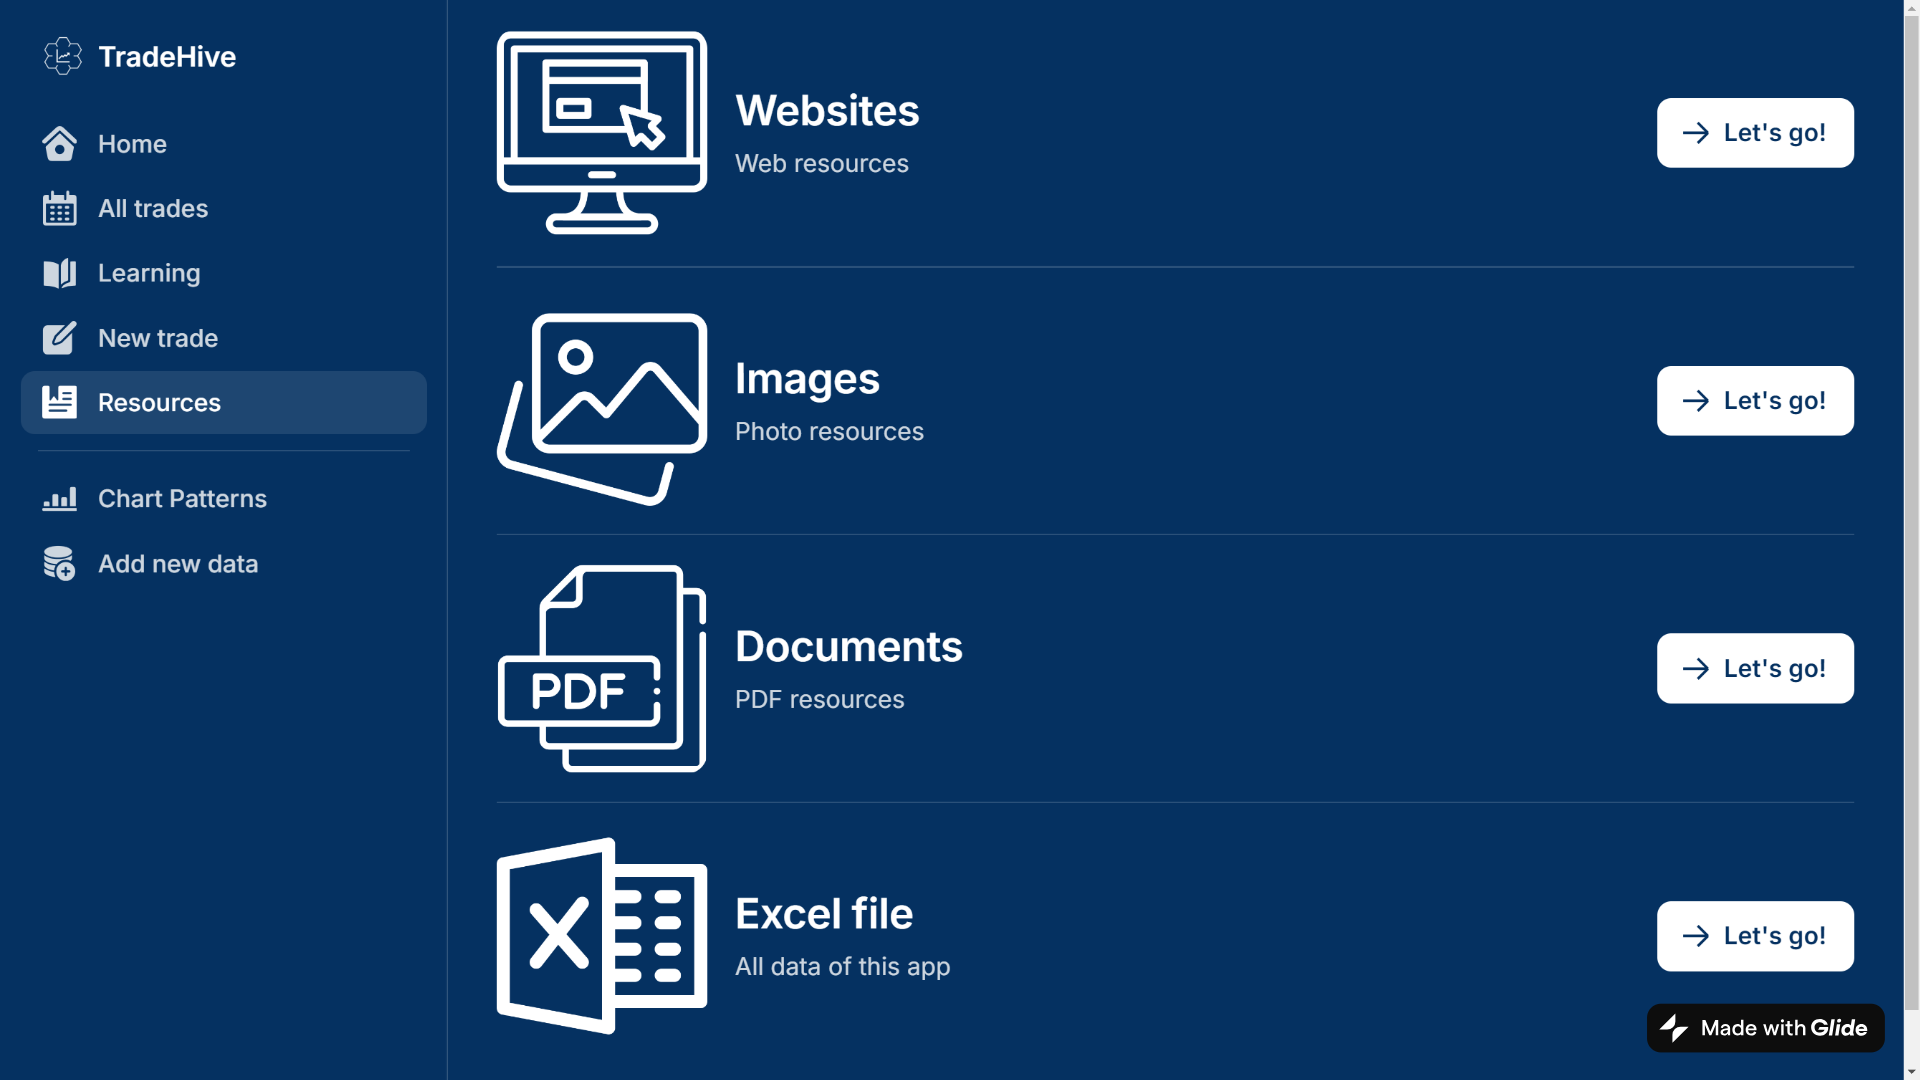 TradeHive
Home
All trades
Learning
New trade
Resources
Chart Patterns
Add new data
Websites
Web resources
Let's go!
Images
Photo resources
Let's go!
PDF
Documents
PDF resources
Let's go!
X
Excel file
All data of this app
Let's go!
Made with Glide